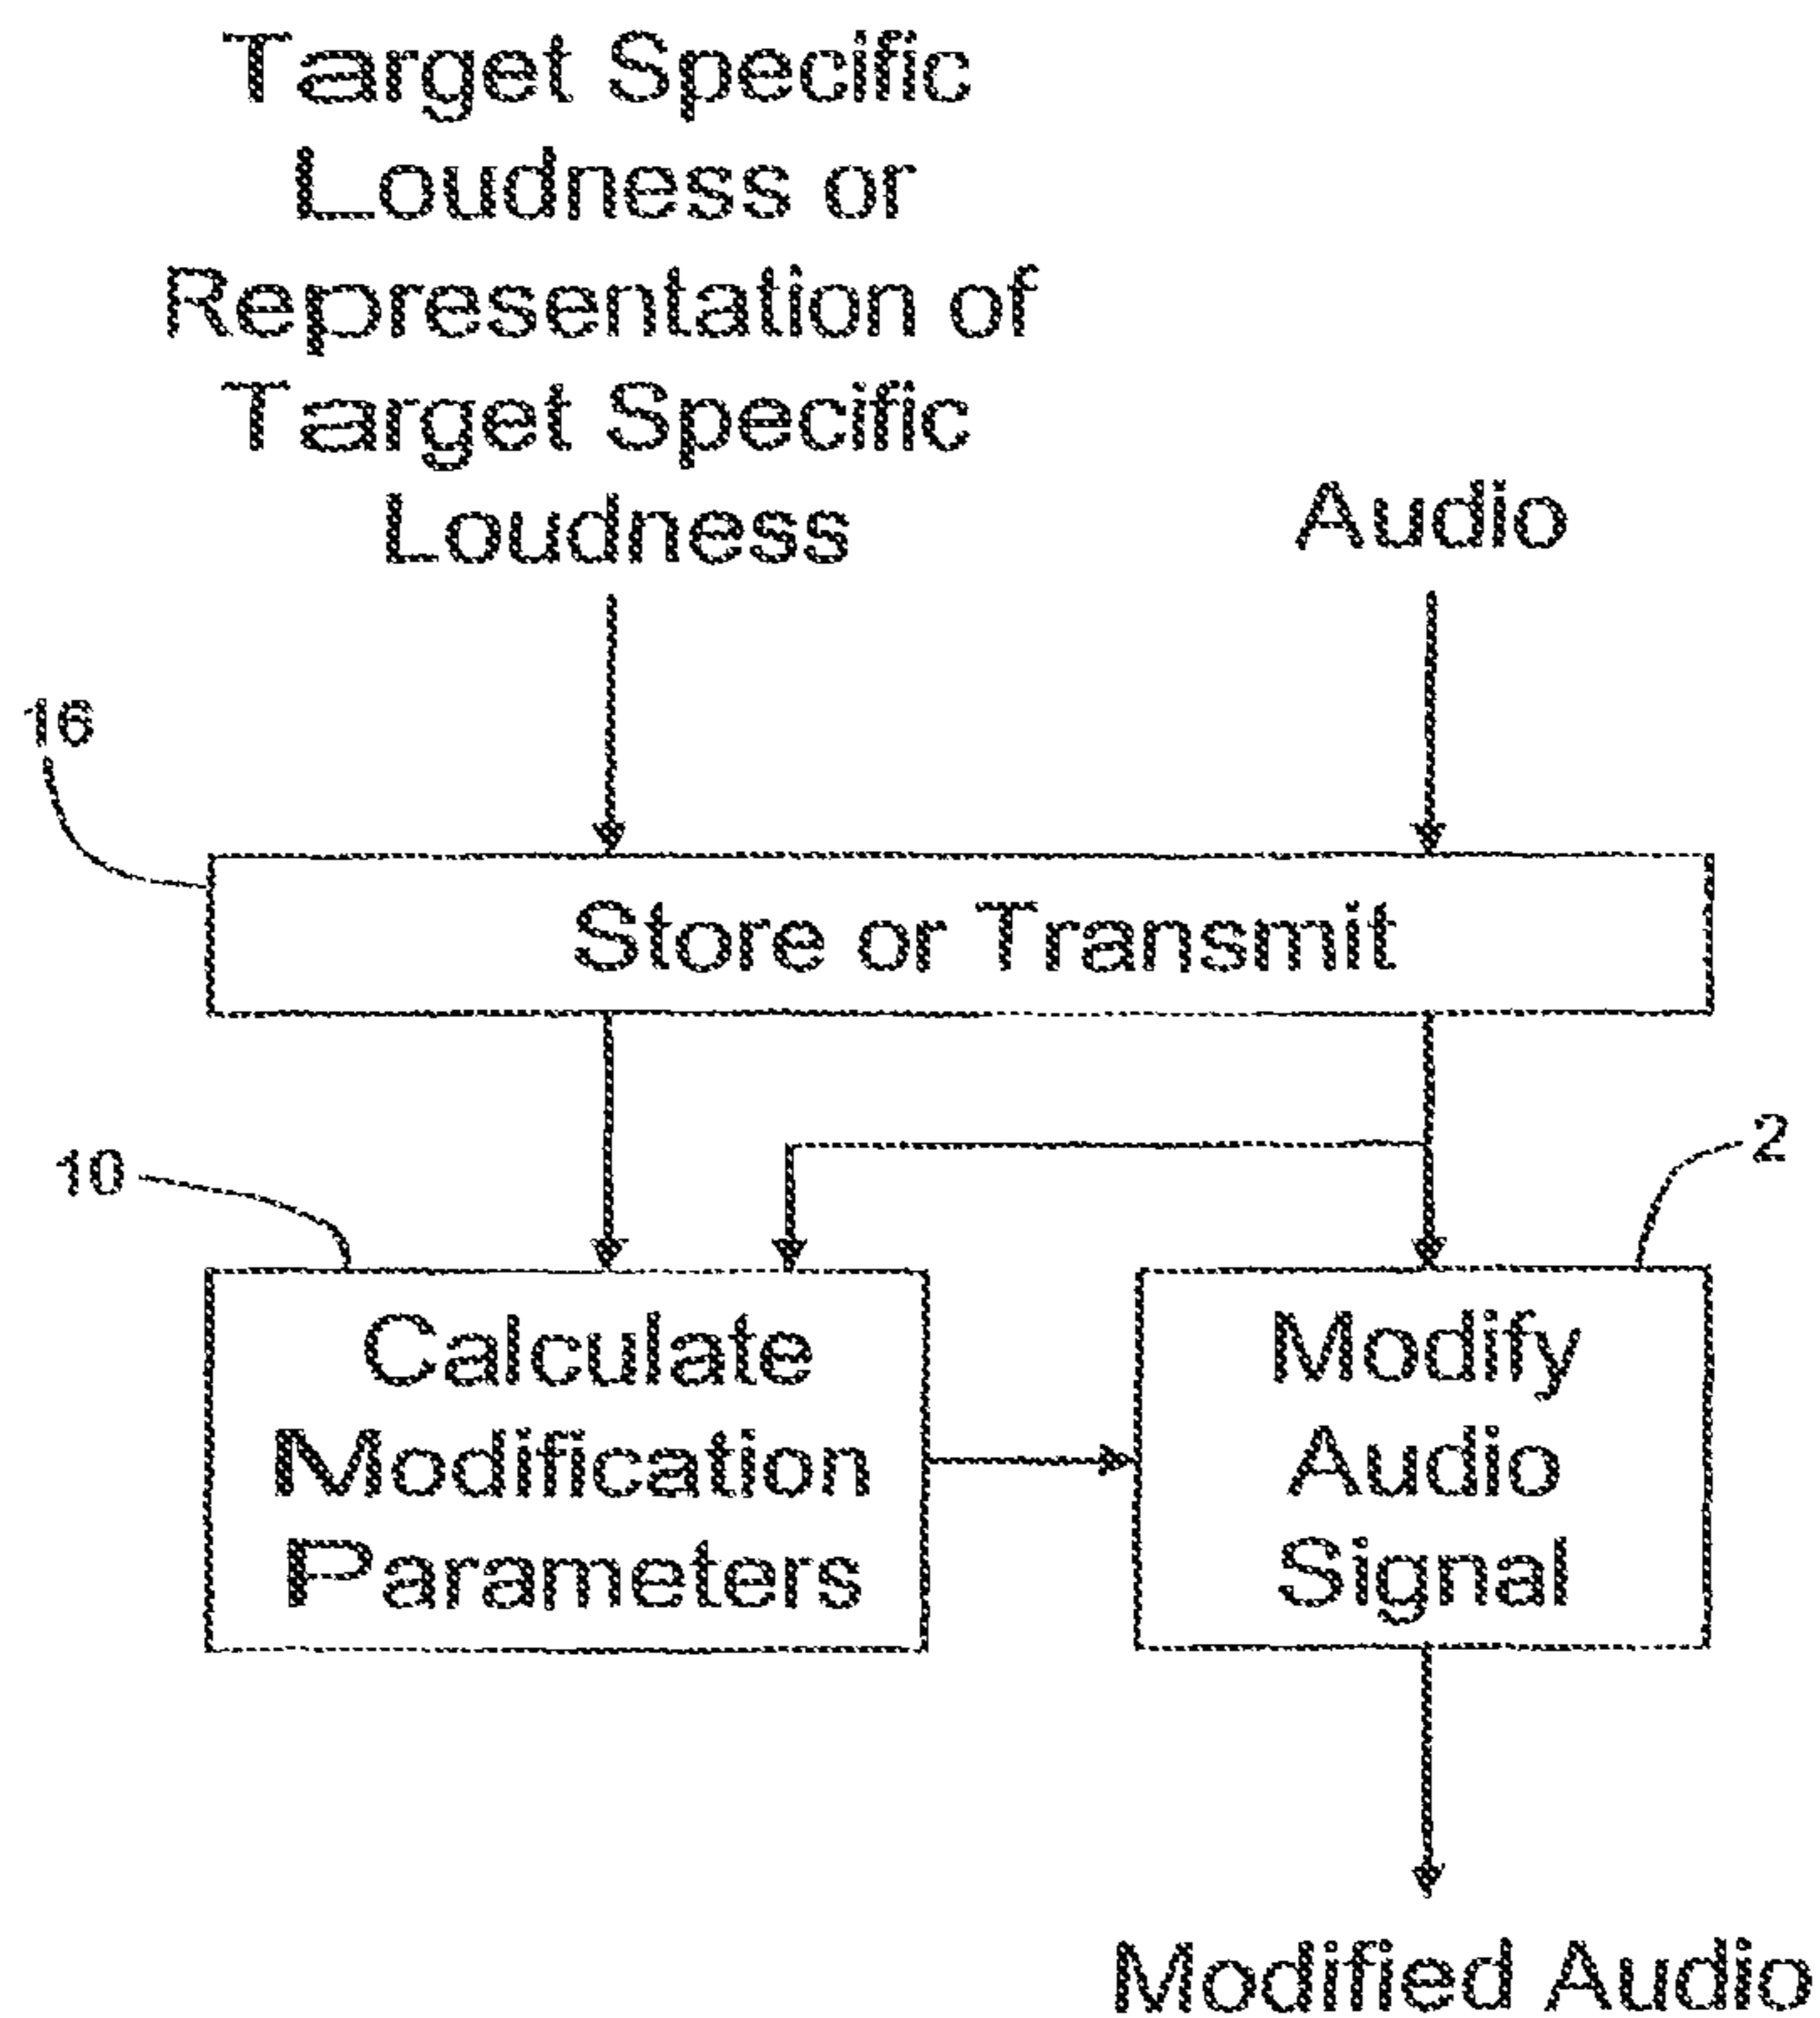 Target Specific
Loudness or
Representation of
Target Specific
Loudness
Audio
16
Store or Transmit
10
2
Calculate
Modification
Parameters
Modify
Audio
Signal
Modified Audio